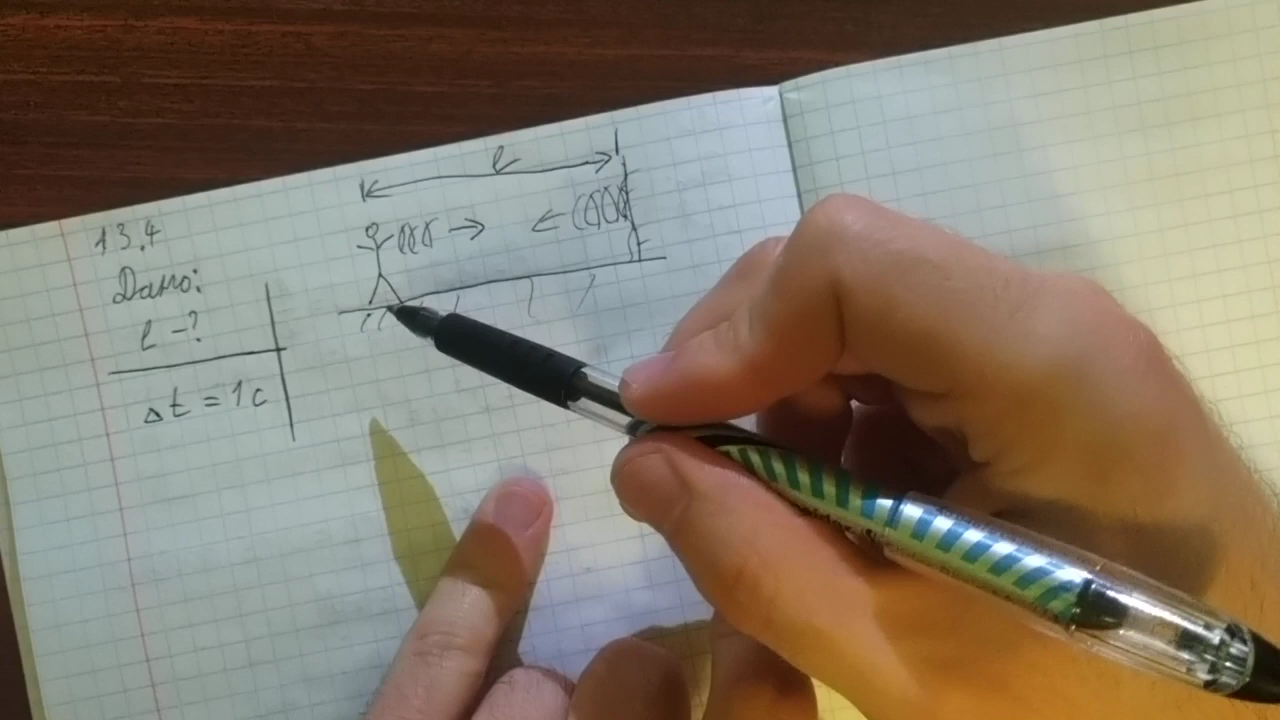 13.4
Дано:
l - ?
Δt = 1c
l